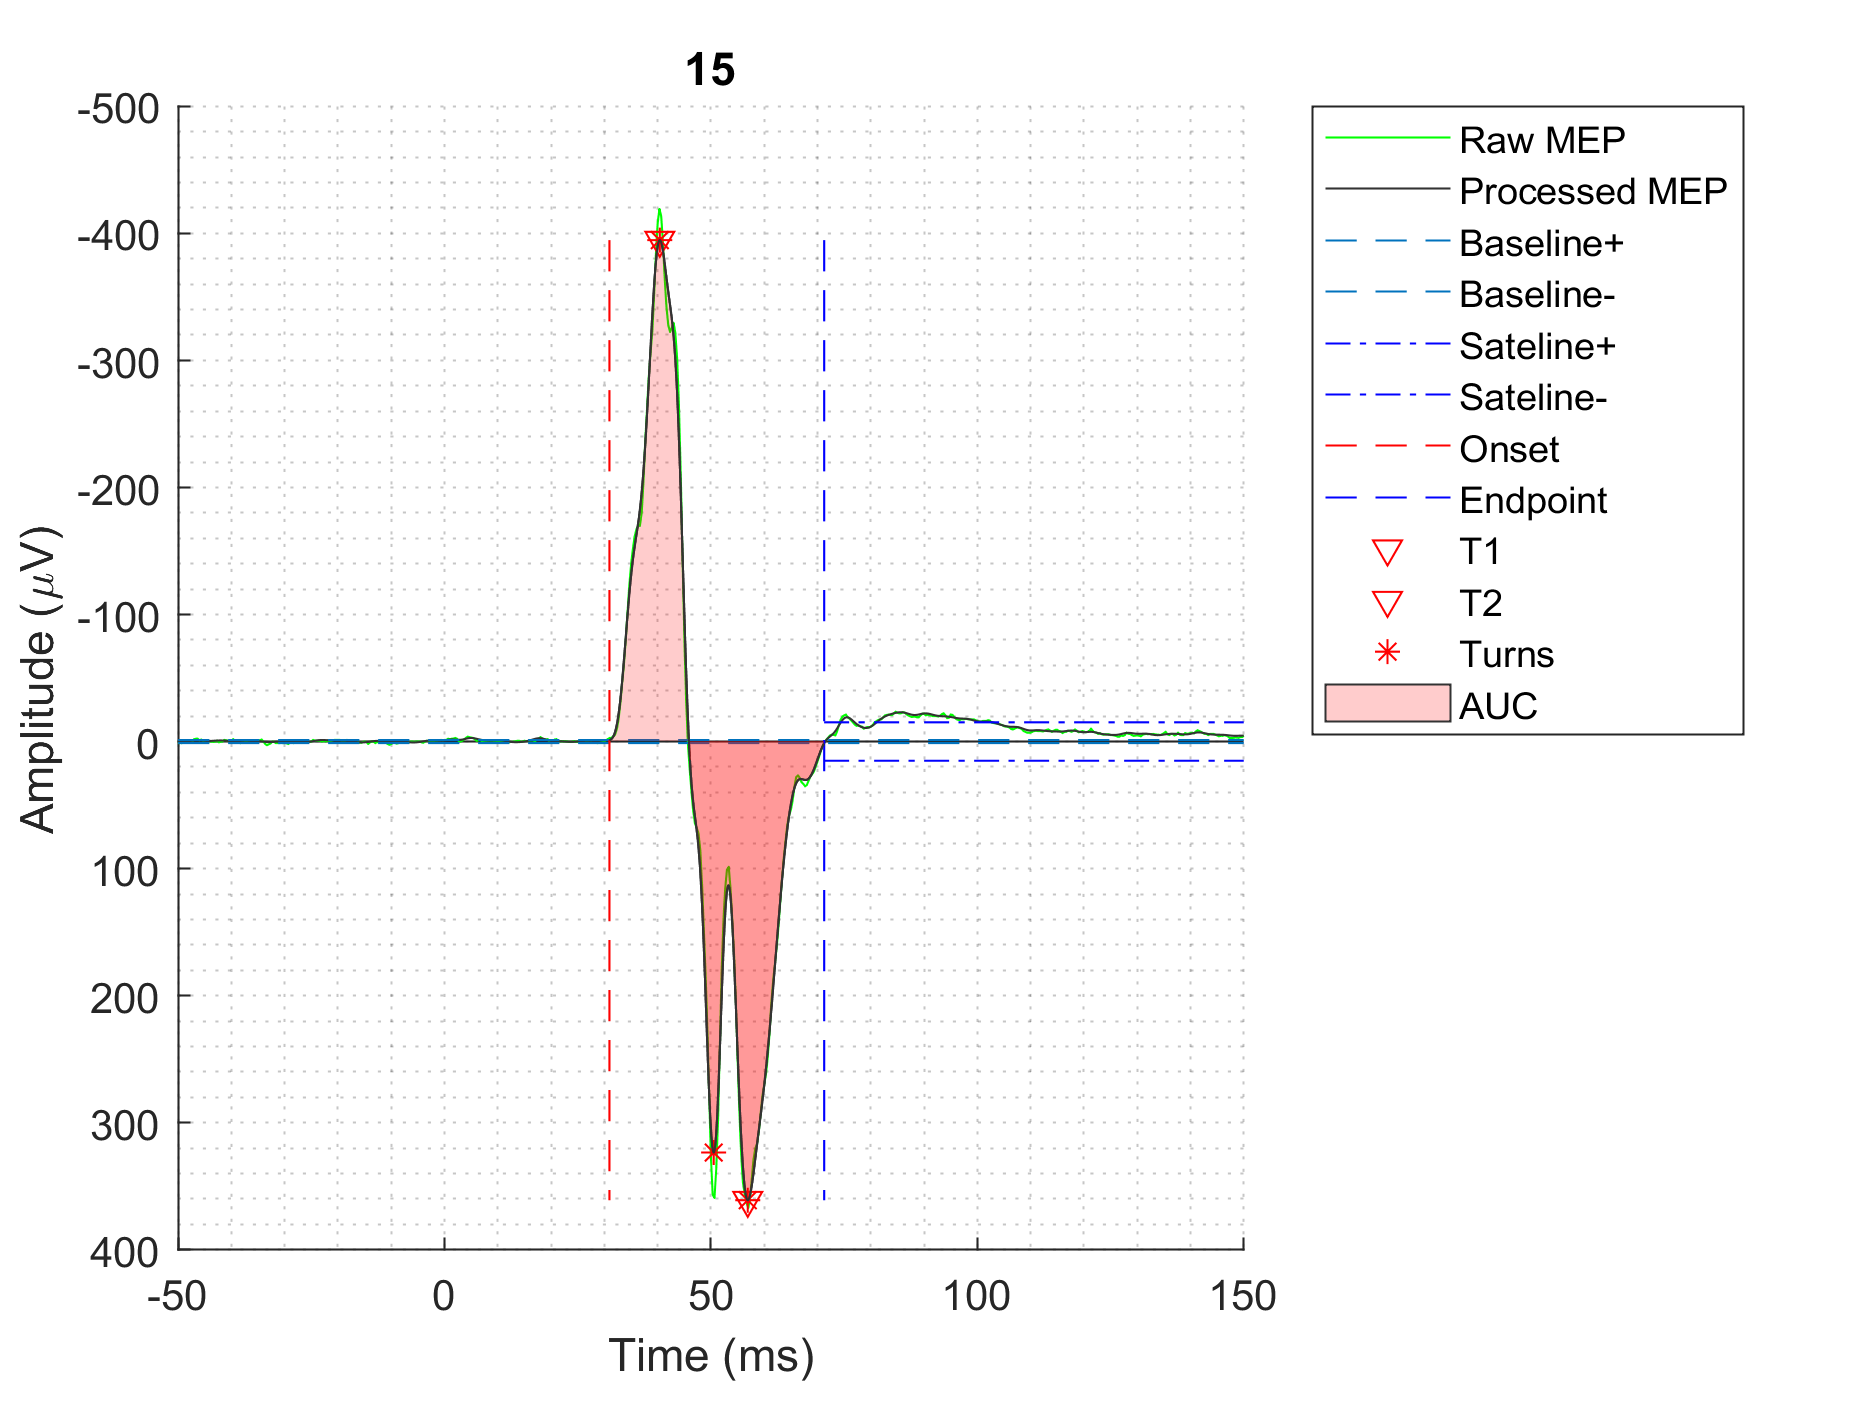 15
-500
-400
-300
-200
-100
0
100
200
300
400
Amplitude (μV)
-50 0 50 100 150
Time (ms)
Raw MEP
Processed MEP
Baseline+
Baseline-
Sateline+
Sateline-
Onset
Endpoint
T1
T2
Turns
AUC